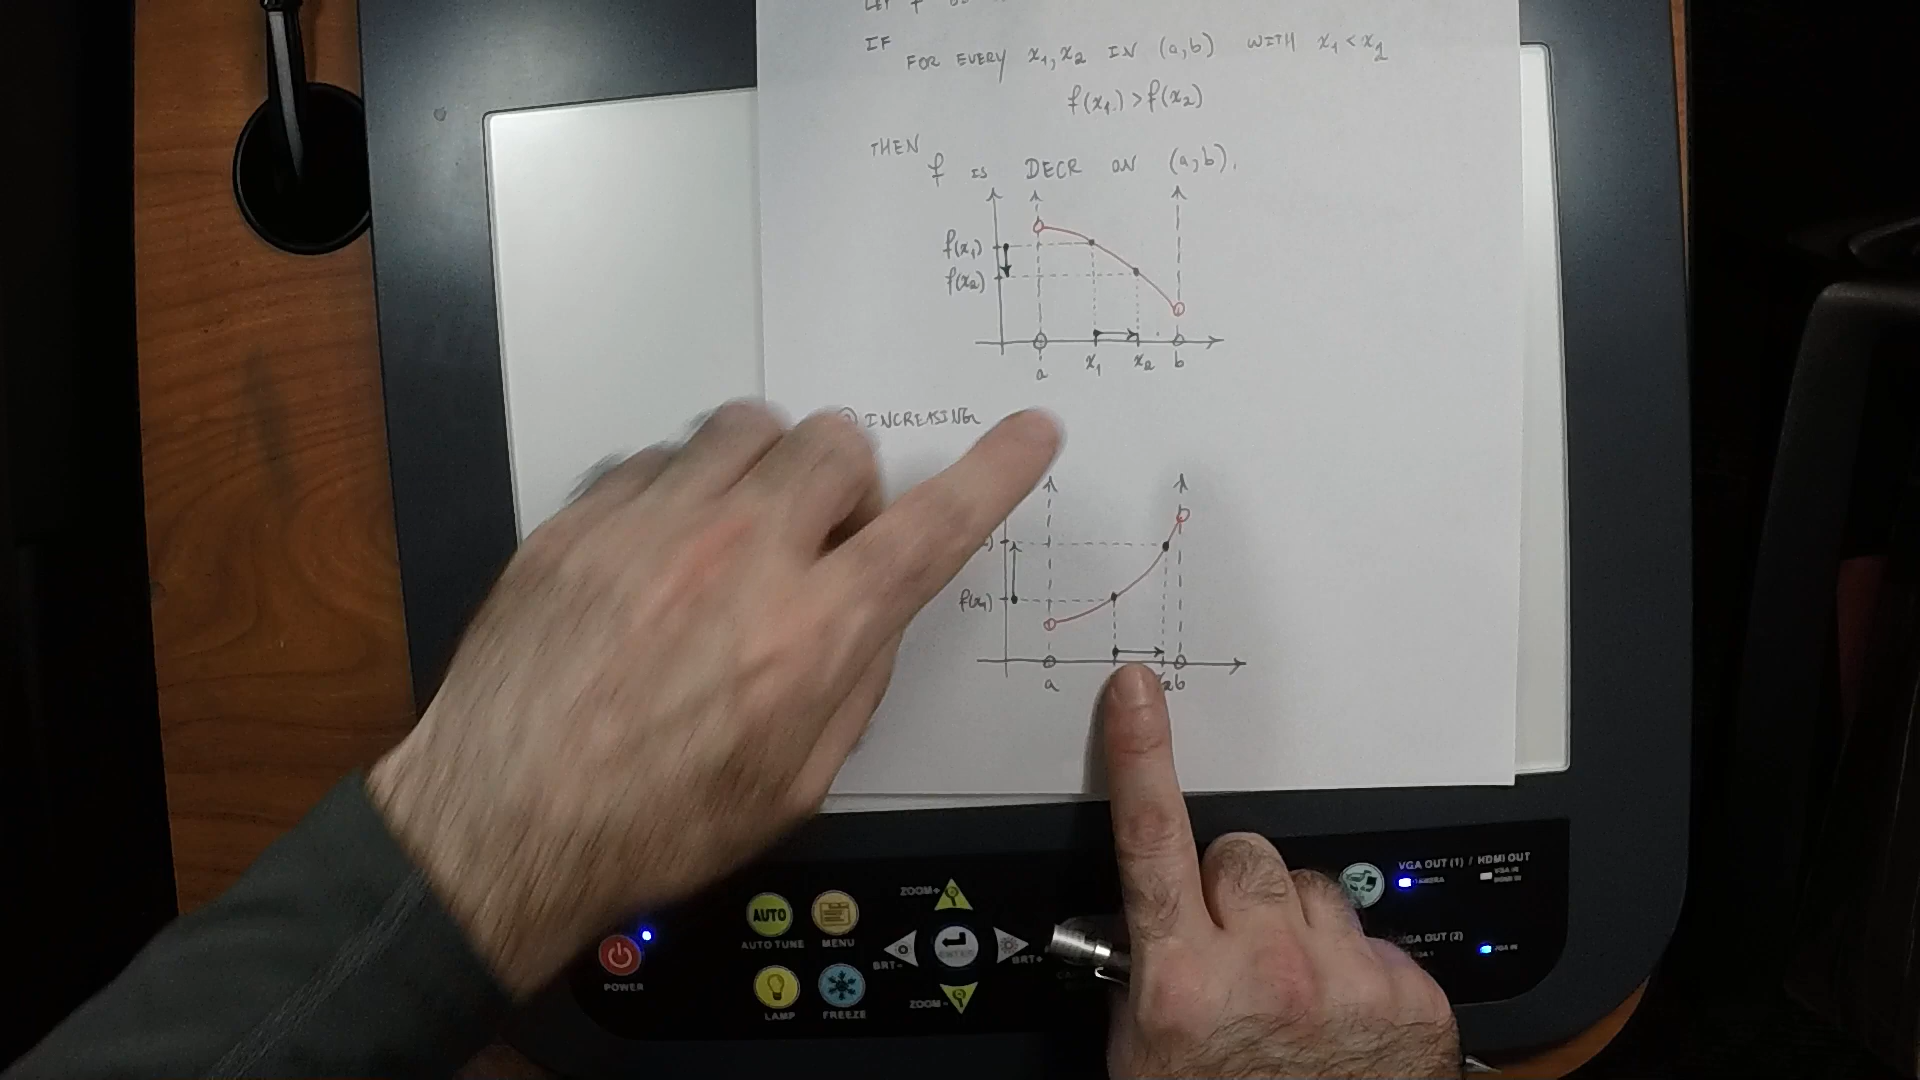 LET f
IF
FOR EVERY x₁, x₂ IN (a,b) WITH x₁ < x₂
f(x₁) > f(x₂)
THEN
f IS DECR ON (a,b).
f(x₁)
f(x₂)
a x₁ x₂ b
INCREASING
f(x₁)
a b
VGA OUT (1) / HDMI OUT
ZOOM+
AUTO
AUTO TUNE MENU
ENTER
BRT- BRT+
POWER
ZOOM-
LAMP FREEZE
VGA OUT (2)